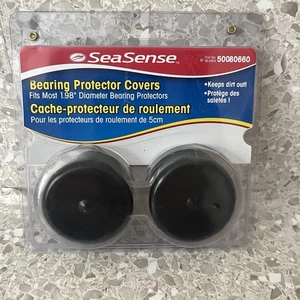 SeaSense
50080660
Bearing Protector Covers
Fits Most 1.98" Diameter Bearing Protectors
Cache-protecteur de roulement
Pour les protecteurs de roulement de 5cm
•Keeps dirt out!
•Protège des saletés !